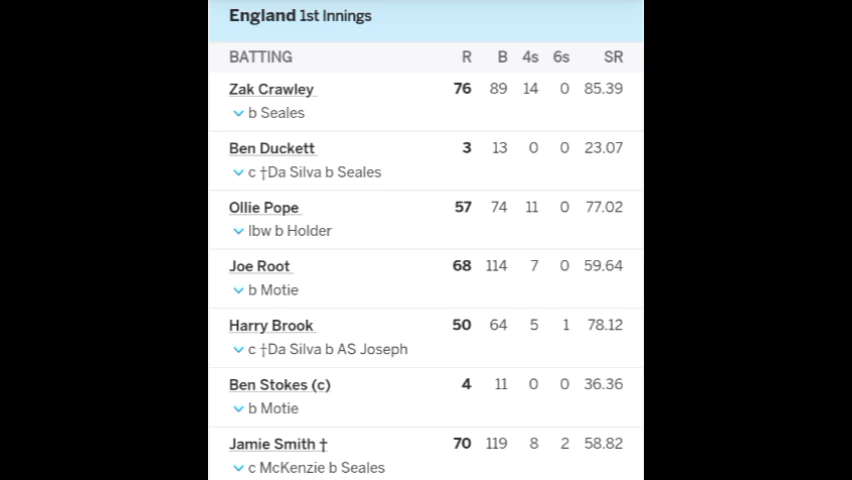 England 1st Innings
BATTING R B 4s 6s SR
Zak Crawley 76 89 14 0 85.39
b Seales
Ben Duckett 3 13 0 0 23.07
c †Da Silva b Seales
Ollie Pope 57 74 11 0 77.02
lbw b Holder
Joe Root 68 114 7 0 59.64
b Motie
Harry Brook 50 64 5 1 78.12
c †Da Silva b AS Joseph
Ben Stokes (c) 4 11 0 0 36.36
b Motie
Jamie Smith † 70 119 8 2 58.82
c McKenzie b Seales